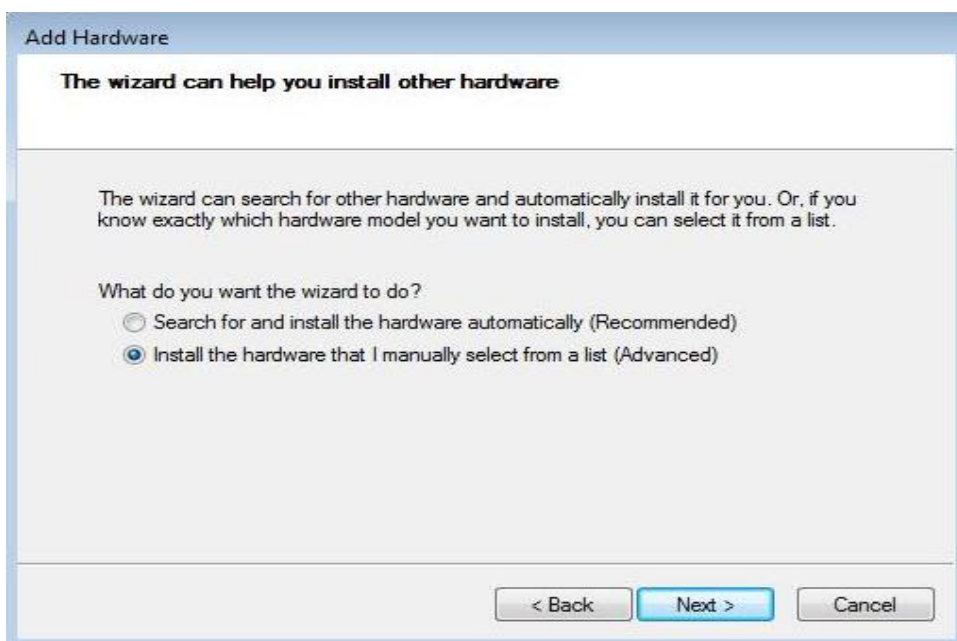 Add Hardware
The wizard can help you install other hardware
The wizard can search for other hardware and automatically install it for you. Or, if you
know exactly which hardware model you want to install, you can select it from a list.
What do you want the wizard to do?
Search for and install the hardware automatically (Recommended)
Install the hardware that I manually select from a list (Advanced)
< Back Next > Cancel